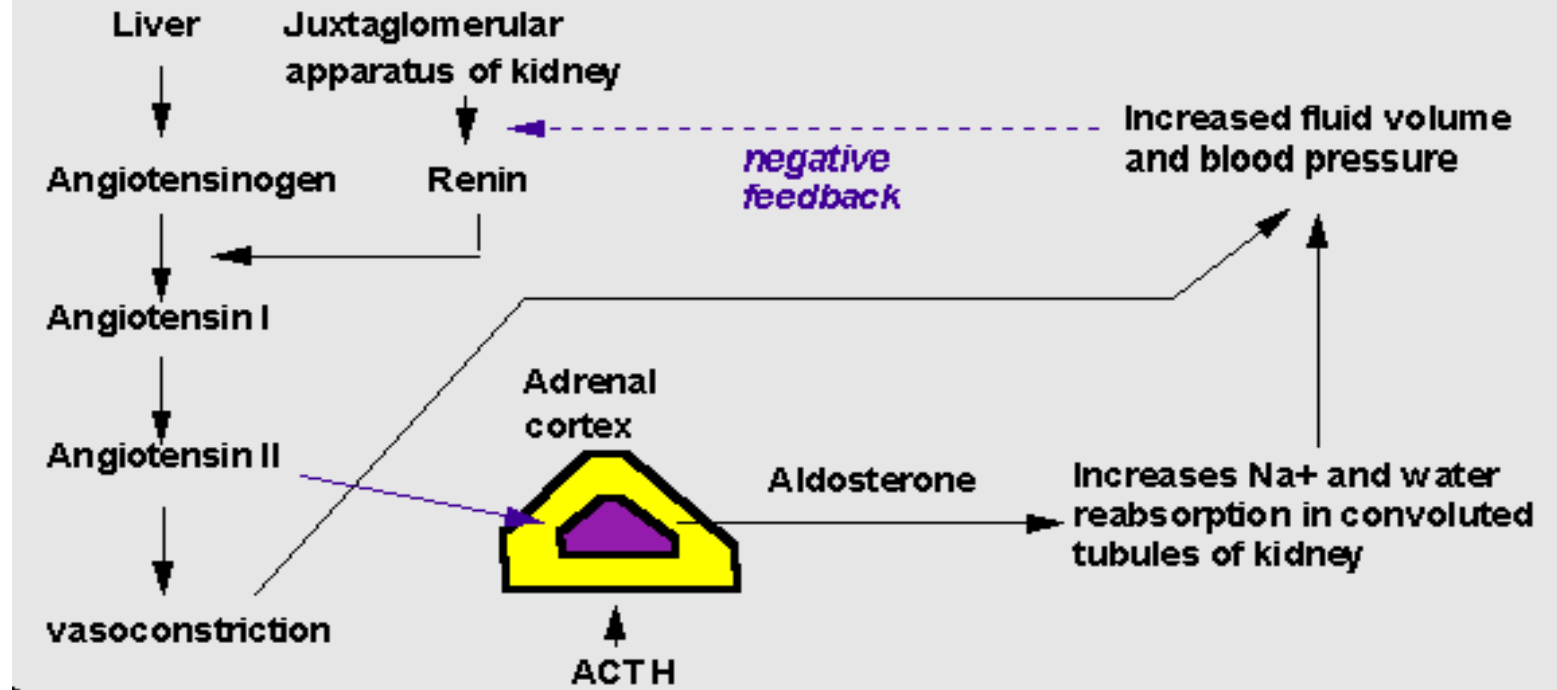 Liver
Juxtaglomerular
apparatus of kidney
Increased fluid volume
and blood pressure
negative
feedback
Angiotensinogen
Renin
Angiotensin I
Adrenal
cortex
Angiotensin II
Aldosterone
Increases Na+ and water
reabsorption in convoluted
tubules of kidney
vasoconstriction
ACTH